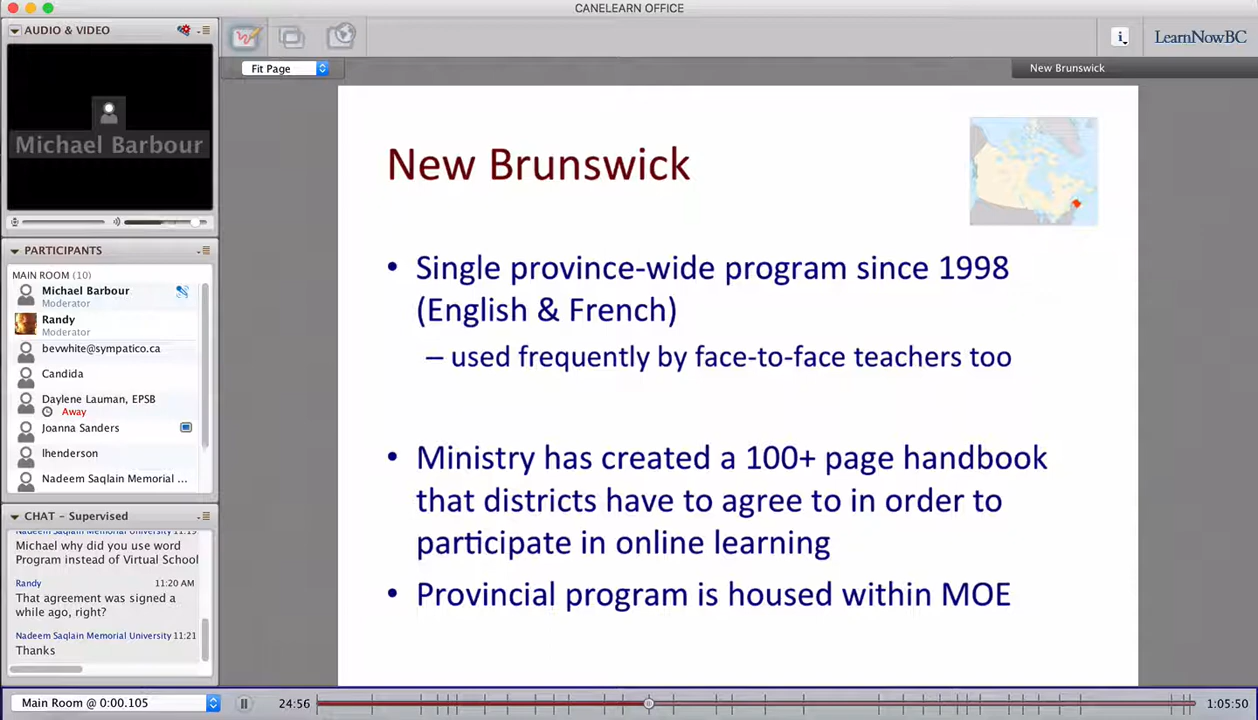 CANELEARN OFFICE
AUDIO & VIDEO
Michael Barbour
PARTICIPANTS
MAIN ROOM (10)
Michael Barbour
Moderator
Randy
Moderator
bevwhite@sympatico.ca
Candida
Daylene Lauman, EPSB
Away
Joanna Sanders
lhenderson
Nadeem Saqlain Memorial ...
CHAT - Supervised
Nadeem Saqlain Memorial University 11:19
Michael why did you use word
Program instead of Virtual School
Randy 11:20 AM
That agreement was signed a
while ago, right?
Nadeem Saqlain Memorial University 11:21
Thanks
Fit Page
i
LearnNowBC
New Brunswick
New Brunswick
• Single province-wide program since 1998
(English & French)
– used frequently by face-to-face teachers too
• Ministry has created a 100+ page handbook
that districts have to agree to in order to
participate in online learning
• Provincial program is housed within MOE
Main Room @ 0:00.105
24:56
1:05:50